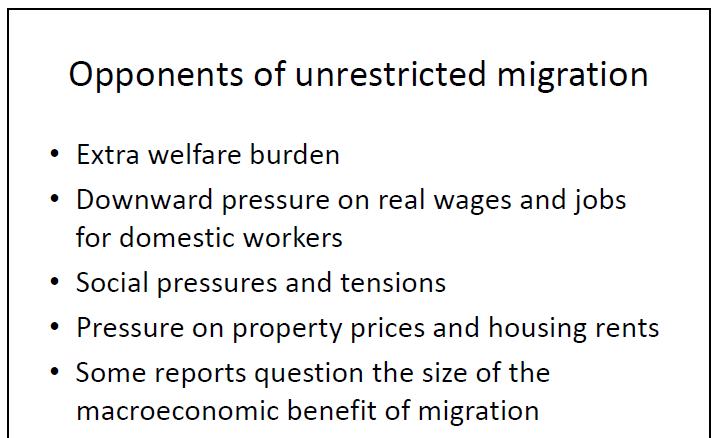 Opponents of unrestricted migration
• Extra welfare burden
• Downward pressure on real wages and jobs
for domestic workers
• Social pressures and tensions
• Pressure on property prices and housing rents
• Some reports question the size of the
macroeconomic benefit of migration